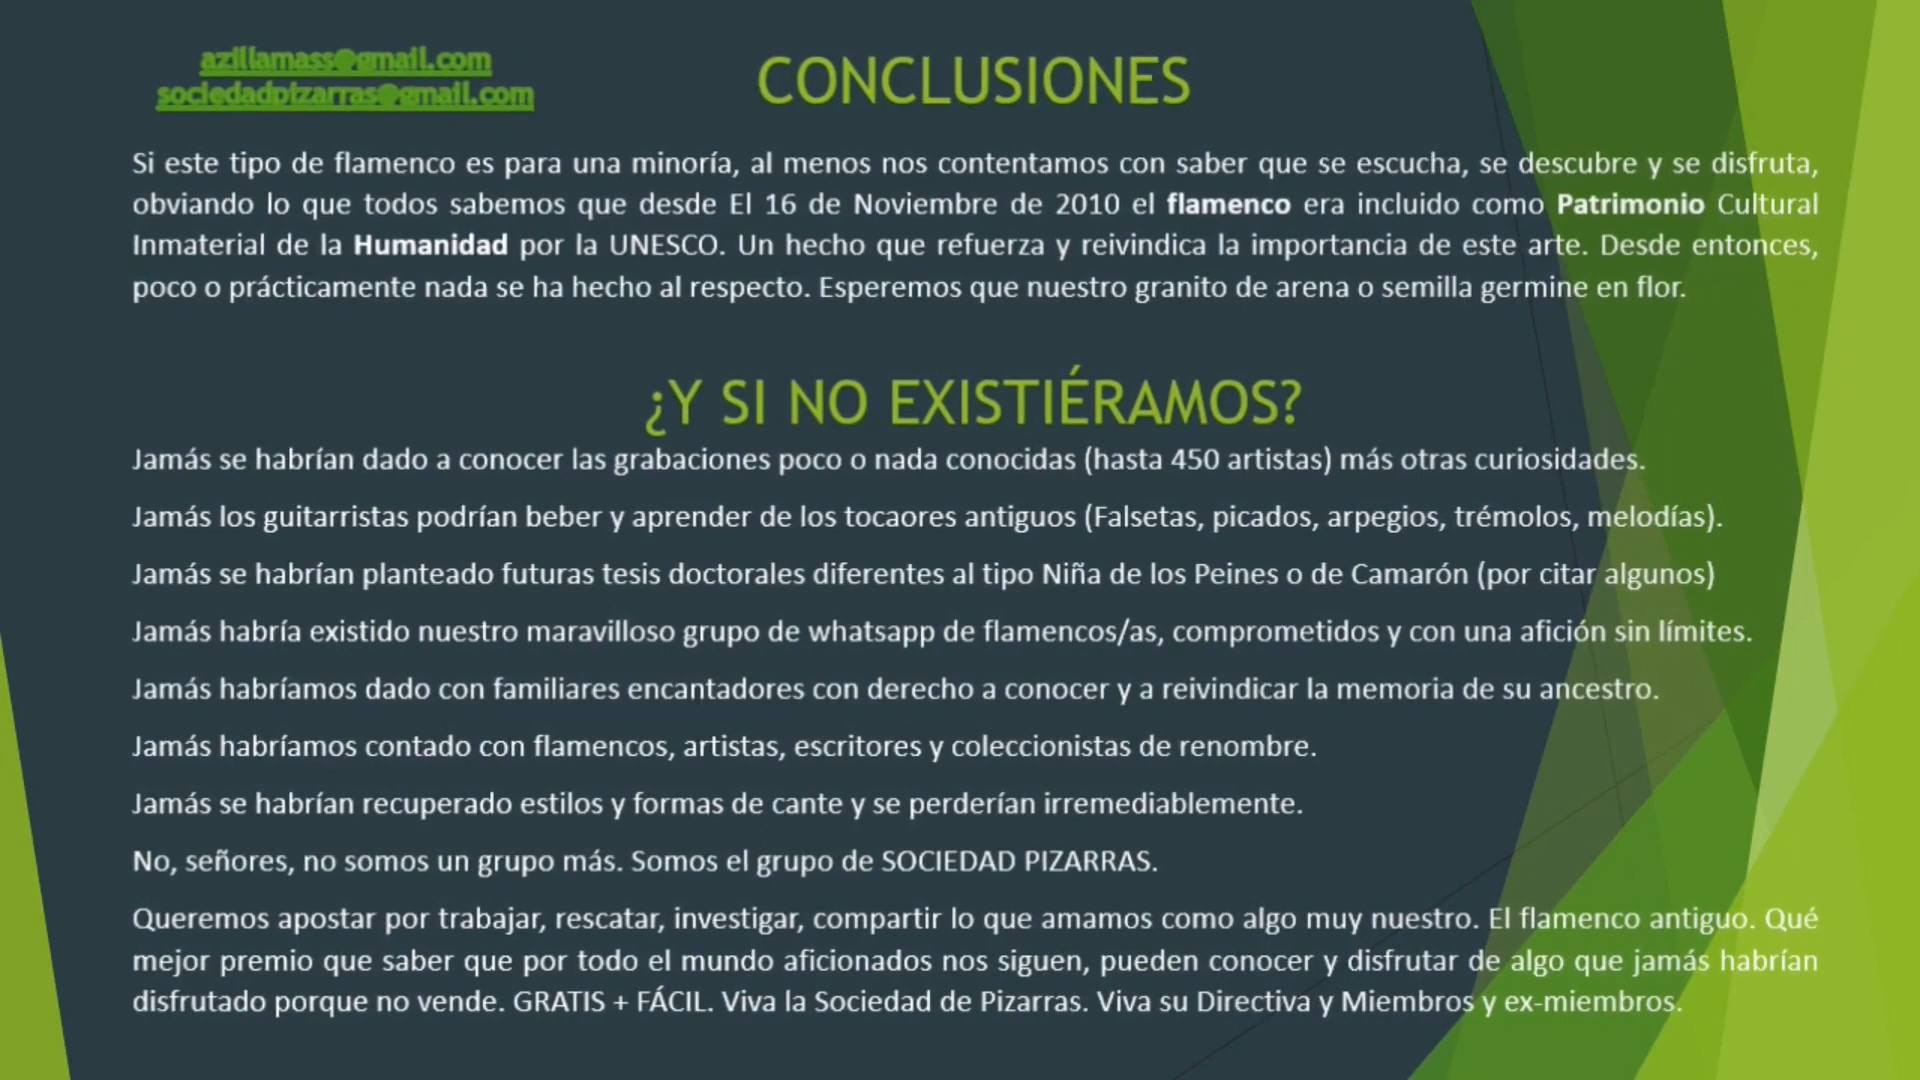 azillamass@gmail.com
sociedadpizarras@gmail.com
CONCLUSIONES
Si este tipo de flamenco es para una minoría, al menos nos contentamos con saber que se escucha, se descubre y se disfruta,
obviando lo que todos sabemos que desde El 16 de Noviembre de 2010 el flamenco era incluido como Patrimonio Cultural
Inmaterial de la Humanidad por la UNESCO. Un hecho que refuerza y reivindica la importancia de este arte. Desde entonces,
poco o prácticamente nada se ha hecho al respecto. Esperemos que nuestro granito de arena o semilla germine en flor.
¿Y SI NO EXISTIÉRAMOS?
Jamás se habrían dado a conocer las grabaciones poco o nada conocidas (hasta 450 artistas) más otras curiosidades.
Jamás los guitarristas podrían beber y aprender de los tocaores antiguos (Falsetas, picados, arpegios, trémolos, melodías).
Jamás se habrían planteado futuras tesis doctorales diferentes al tipo Niña de los Peines o de Camarón (por citar algunos)
Jamás habría existido nuestro maravilloso grupo de whatsapp de flamencos/as, comprometidos y con una afición sin límites.
Jamás habríamos dado con familiares encantadores con derecho a conocer y a reivindicar la memoria de su ancestro.
Jamás habríamos contado con flamencos, artistas, escritores y coleccionistas de renombre.
Jamás se habrían recuperado estilos y formas de cante y se perderían irremediablemente.
No, señores, no somos un grupo más. Somos el grupo de SOCIEDAD PIZARRAS.
Queremos apostar por trabajar, rescatar, investigar, compartir lo que amamos como algo muy nuestro. El flamenco antiguo. Qué
mejor premio que saber que por todo el mundo aficionados nos siguen, pueden conocer y disfrutar de algo que jamás habrían
disfrutado porque no vende. GRATIS + FÁCIL. Viva la Sociedad de Pizarras. Viva su Directiva y Miembros y ex-miembros.